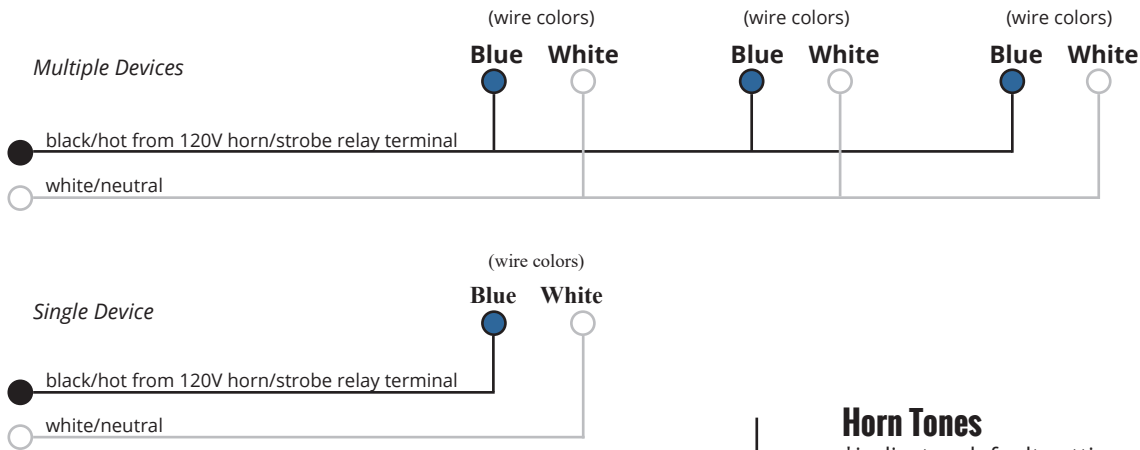 (wire colors) (wire colors) (wire colors)
Blue White Blue White Blue White
Multiple Devices
black/hot from 120V horn/strobe relay terminal
white/neutral
(wire colors)
Blue White
Single Device
black/hot from 120V horn/strobe relay terminal
white/neutral
Horn Tones